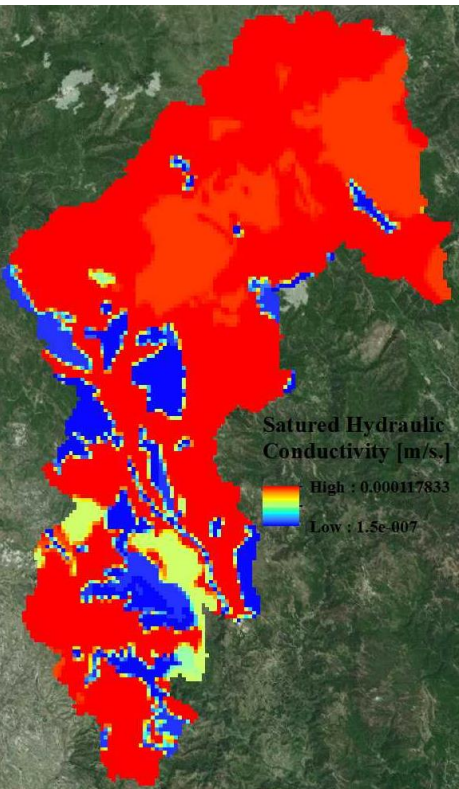 Satured Hydraulic
Conductivity [m/s.]
High : 0.000117833
Low : 1.5e-007